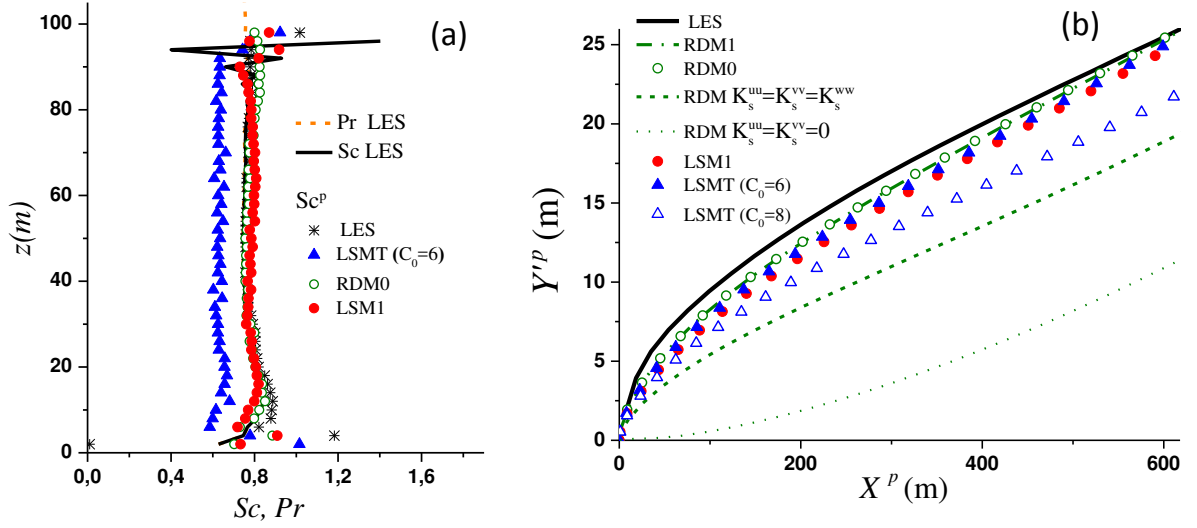 (a)
100
80
60
40
20
0
z(m)
0,0
0,4
0,8
1,2
1,6
Sc, Pr
Pr LES
Sc LES
Sc^p
LES
LSMT (C_0=6)
RDM0
LSM1
(b)
25
20
15
10
5
0
Y'^p (m)
0
200
400
600
X^p (m)
LES
RDM1
RDM0
RDM K_s^uu=K_s^vv=K_s^ww
RDM K_s^uu=K_s^vv=0
LSM1
LSMT (C_0=6)
LSMT (C_0=8)